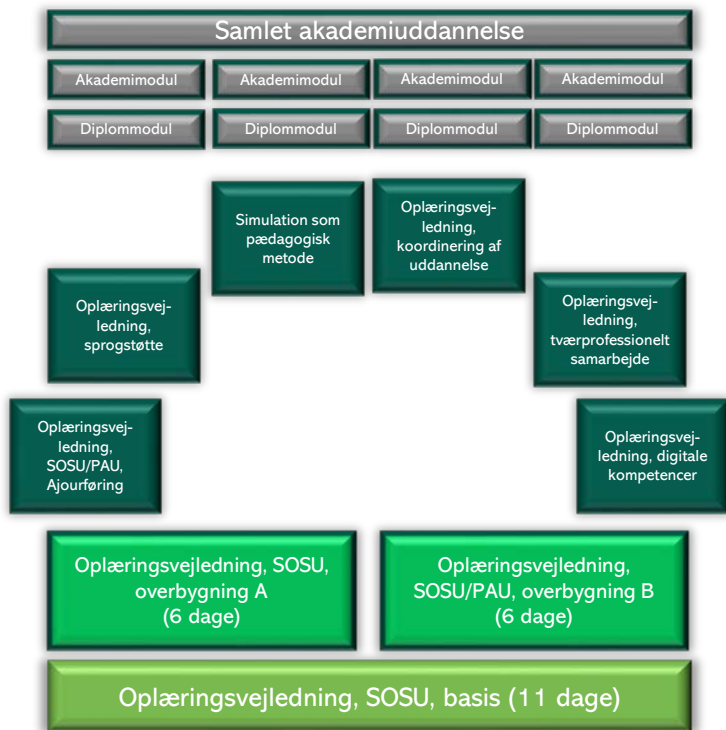 Samlet akademiuddannelse
Akademimodul
Akademimodul
Akademimodul
Akademimodul
Diplommodul
Diplommodul
Diplommodul
Diplommodul
Simulation som
pædagogisk
metode
Oplæringsvej-
ledning,
koordinering af
uddannelse
Oplæringsvej-
ledning,
sprogstøtte
Oplæringsvej-
ledning,
tværprofessionelt
samarbejde
Oplæringsvej-
ledning,
SOSU/PAU,
Ajourføring
Oplæringsvej-
ledning, digitale
kompetencer
Oplæringsvejledning, SOSU,
overbygning A
(6 dage)
Oplæringsvejledning,
SOSU/PAU, overbygning B
(6 dage)
Oplæringsvejledning, SOSU, basis (11 dage)